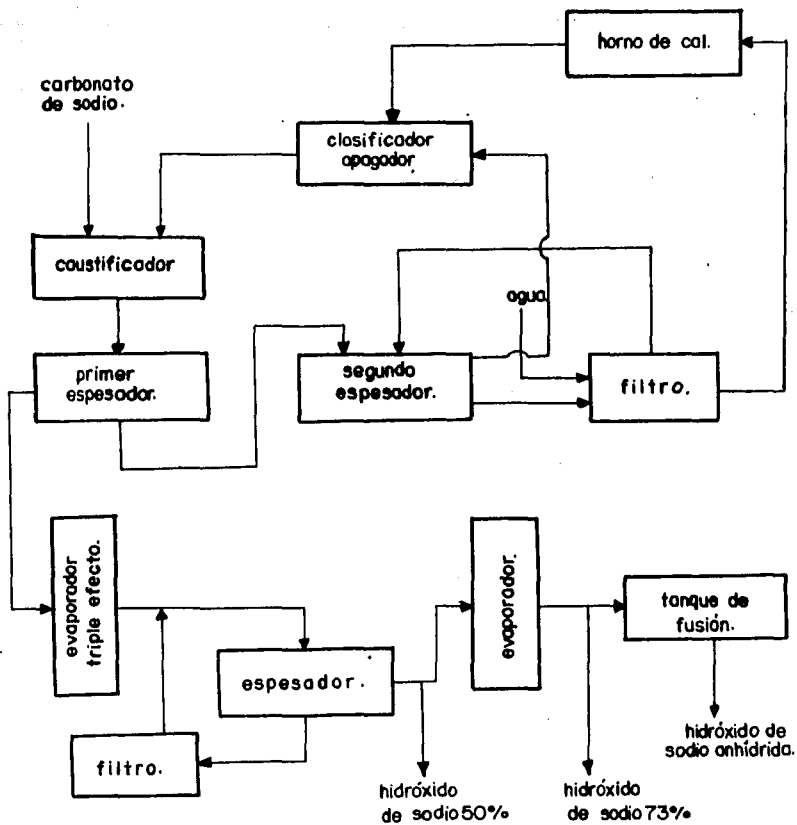 horno de cal.
carbonato
de sodio.
clasificador
apagador
caustificador
agua
primer
espesador.
segundo
espesador.
filtro.
evaporador
triple efecto.
evaporador.
tanque de
fusión.
espesador.
filtro.
hidróxido de
sodio anhídrida.
hidróxido
de sodio 50%
hidróxido
de sodio 73%